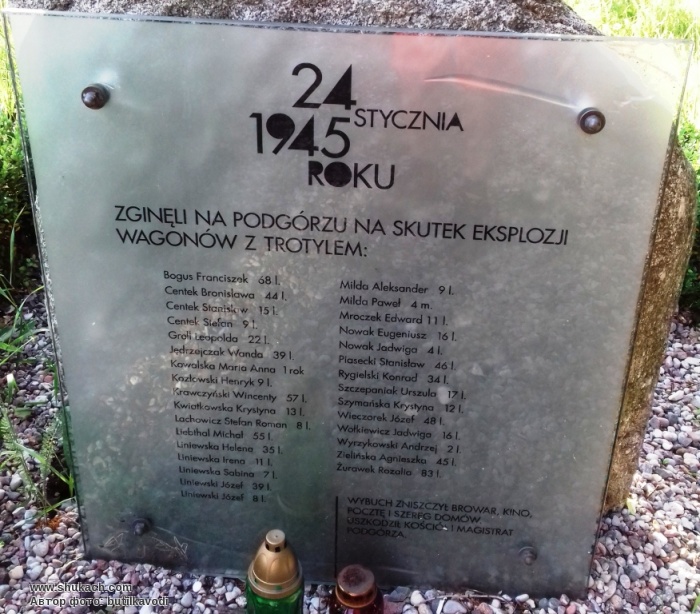 24
STYCZNIA
1945
ROKU
ZGINĘLI NA PODGÓRZU NA SKUTEK EKSPLOZJI
WAGONÓW Z TROTYLEM:
Bogus Franciszek 68 l.
Centek Bronisława 44 l.
Centek Stanisław 15 l.
Centek Stefan 9 l.
Groll Leopolda 22 l.
Jedrzejczak Wanda 39 l.
Kawalska Maria Anna 1 rok
Kozłowski Henryk 9 l.
Krawczyński Wincenty 57 l.
Kwiatkowska Krystyna 13 l.
Lachowicz Stefan Roman 8 l.
Liebthal Michał 55 l.
Liniewska Helena 35 l.
Liniewska Irena 11 l.
Liniewska Sabina 7 l.
Liniewski Józef 39 l.
Liniewski Józef 8 l.
Milda Aleksander 9 l.
Milda Paweł 4 m.
Mroczek Edward 11 l.
Nowak Eugeniusz 16 l.
Nowak Jadwiga 4 l.
Piasecki Stanisław 46 l.
Rygielski Konrad 34 l.
Szczepaniak Urszula 17 l.
Szymańska Krystyna 12 l.
Wieczorek Józef 48 l.
Wółkiewicz Jadwiga 16 l.
Wyrzykowski Andrzej 2 l.
Zielińska Agnieszka 45 l.
Żurawek Rozalia 83 l.
WYBUCH ZNISZCZYŁ BROWAR, KINO,
POCZTĘ I SZEREG DOMÓW
USZKODZIŁ KOŚCIÓŁ I MAGISTRAT
PODGÓRZA.
www.Shukach.com
Автор фото: butilkavodi